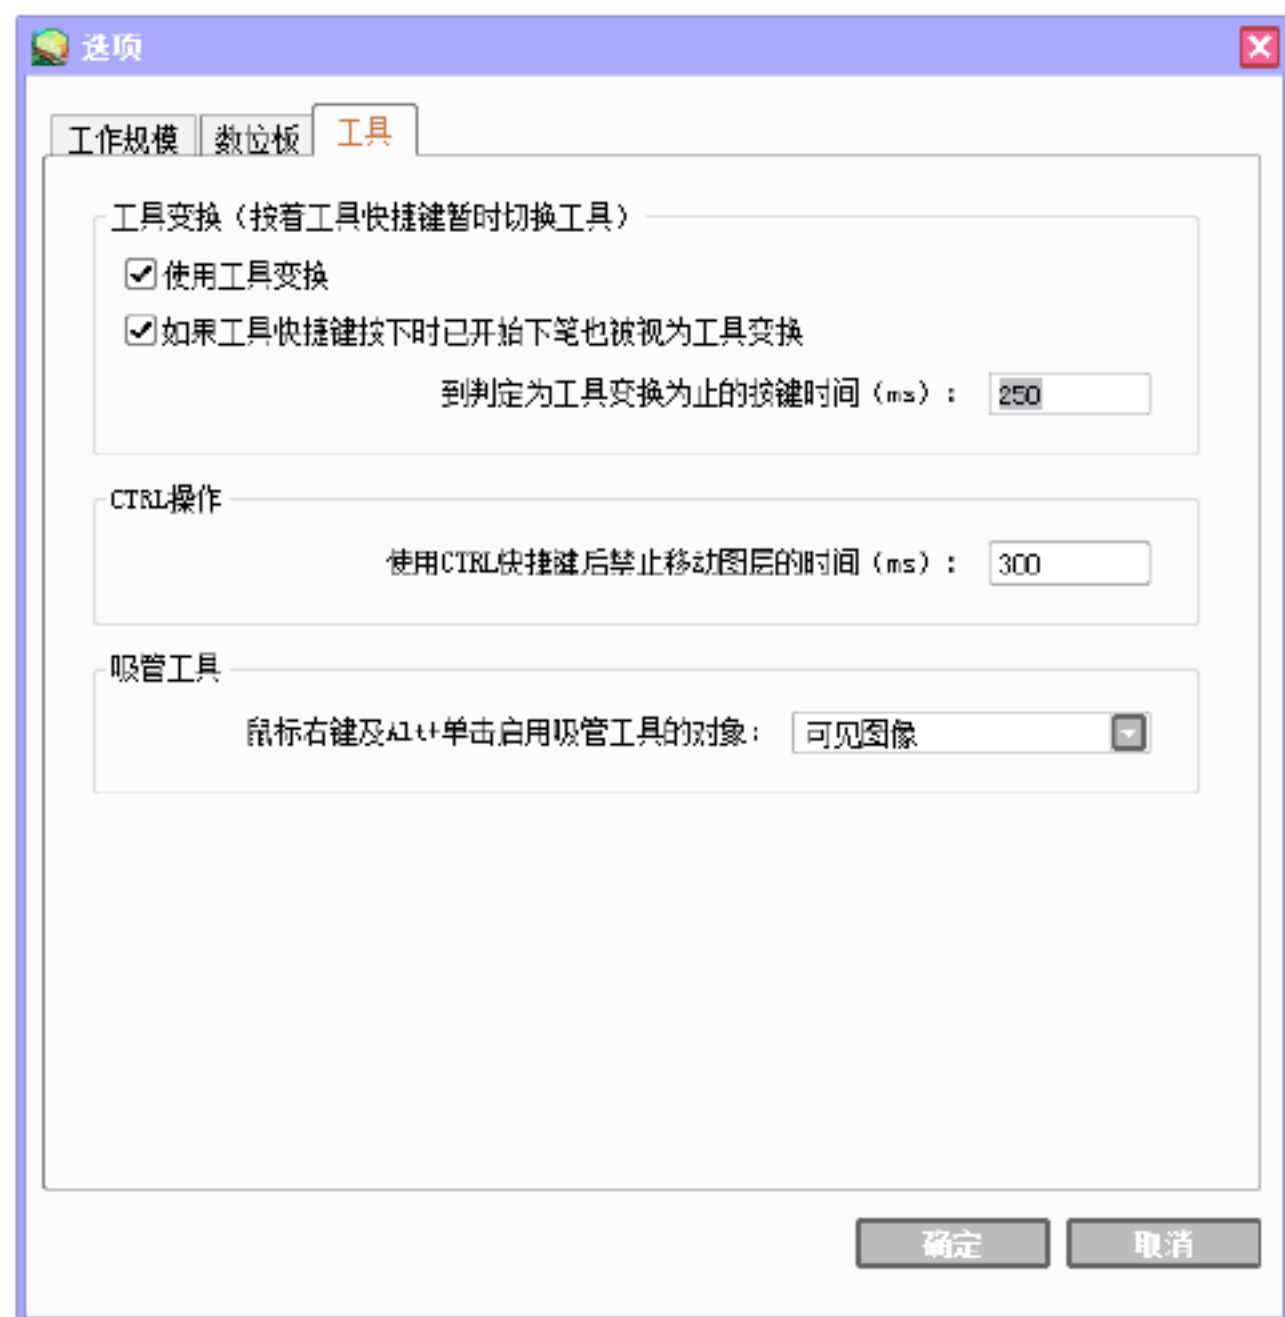 选项
工作规模 数位板 工具
工具变换（按着工具快捷键暂时切换工具）
使用工具变换
如果工具快捷键按下时已开始下笔也被视为工具变换
到判定为工具变换为止的按键时间（ms）： 250
CTRL操作
使用CTRL快捷键后禁止移动图层的时间（ms）： 300
吸管工具
鼠标右键及Alt+单击启用吸管工具的对象： 可见图像
确定 取消